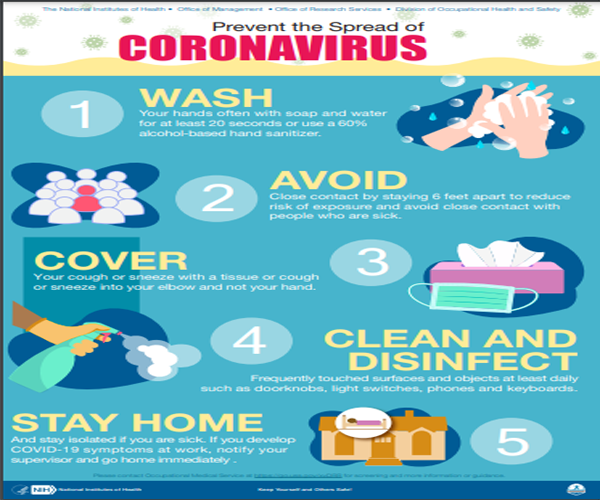 The National Institutes of Health • Office of Management • Office of Research Services • Division of Occupational Health and Safety
Prevent the Spread of
CORONAVIRUS
1
WASH
Your hands often with soap and water
for at least 20 seconds or use a 60%
alcohol-based hand sanitizer.
2
AVOID
Close contact by staying 6 feet apart to reduce
risk of exposure and avoid close contact with
people who are sick.
COVER
Your cough or sneeze with a tissue or cough
or sneeze into your elbow and not your hand.
3
4
CLEAN AND
DISINFECT
Frequently touched surfaces and objects at least daily
such as doorknobs, light switches, phones and keyboards.
STAY HOME
And stay isolated if you are sick. If you develop
COVID-19 symptoms at work, notify your
supervisor and go home immediately .
5
Please contact Occupational Medical Service at
for screening and more information or guidance.
NIH
National Institutes of Health
Keep Yourself and Others Safe!